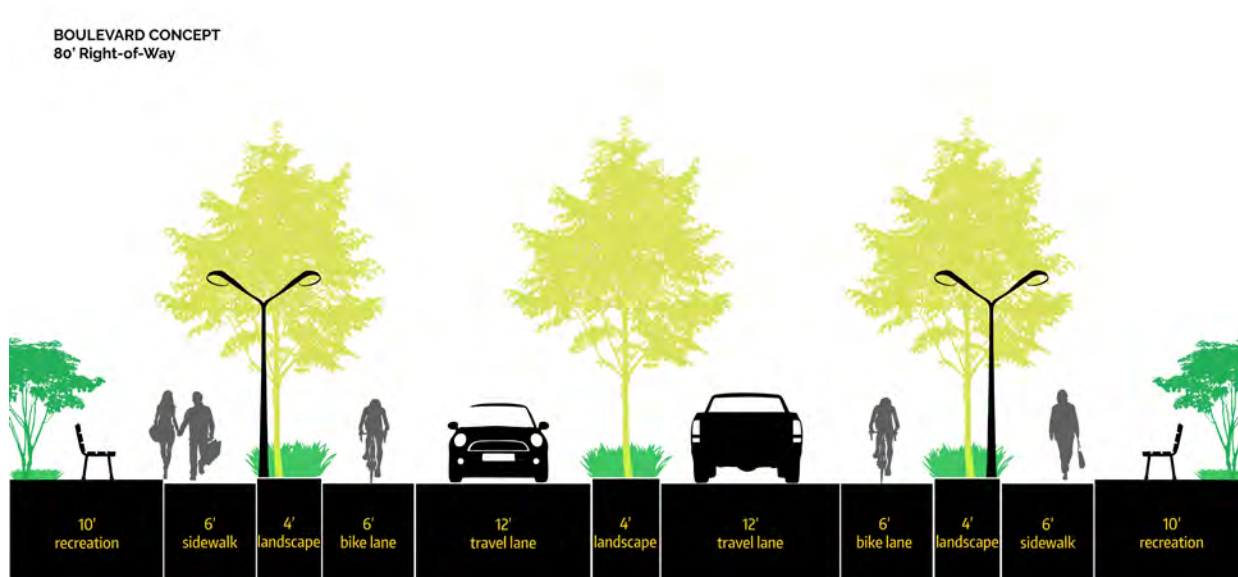 BOULEVARD CONCEPT
80' Right-of-Way
10'
recreation
6'
sidewalk
4'
landscape
6'
bike lane
12'
travel lane
4'
landscape
12'
travel lane
6'
bike lane
4'
landscape
6'
sidewalk
10'
recreation